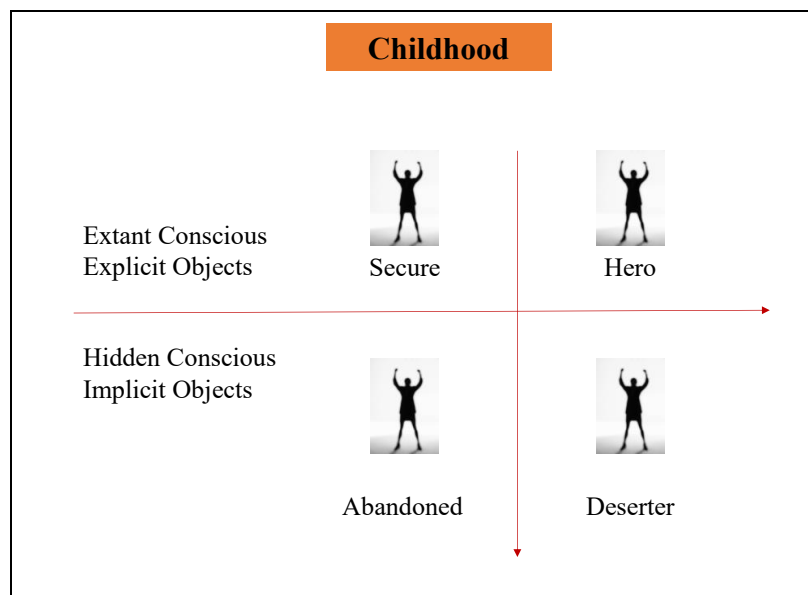 Childhood
Extant Conscious
Explicit Objects
Secure
Hero
Hidden Conscious
Implicit Objects
Abandoned
Deserter